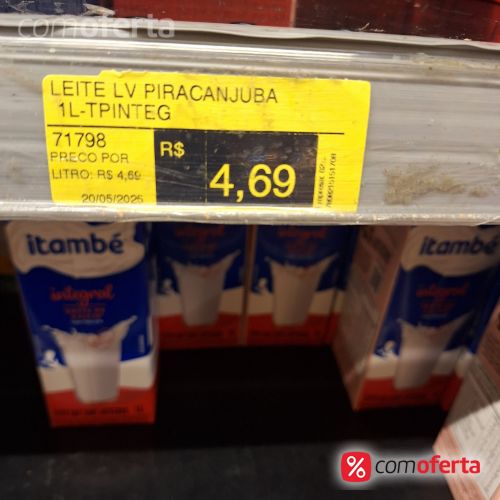 comoferta
LEITE LV PIRACANJUBA
1L-TPINTEG
71798
PRECO POR
LITRO: R$ 4,69
20/05/2025
R$
4,69
itambé
integral
itambé
integral
% comoferta